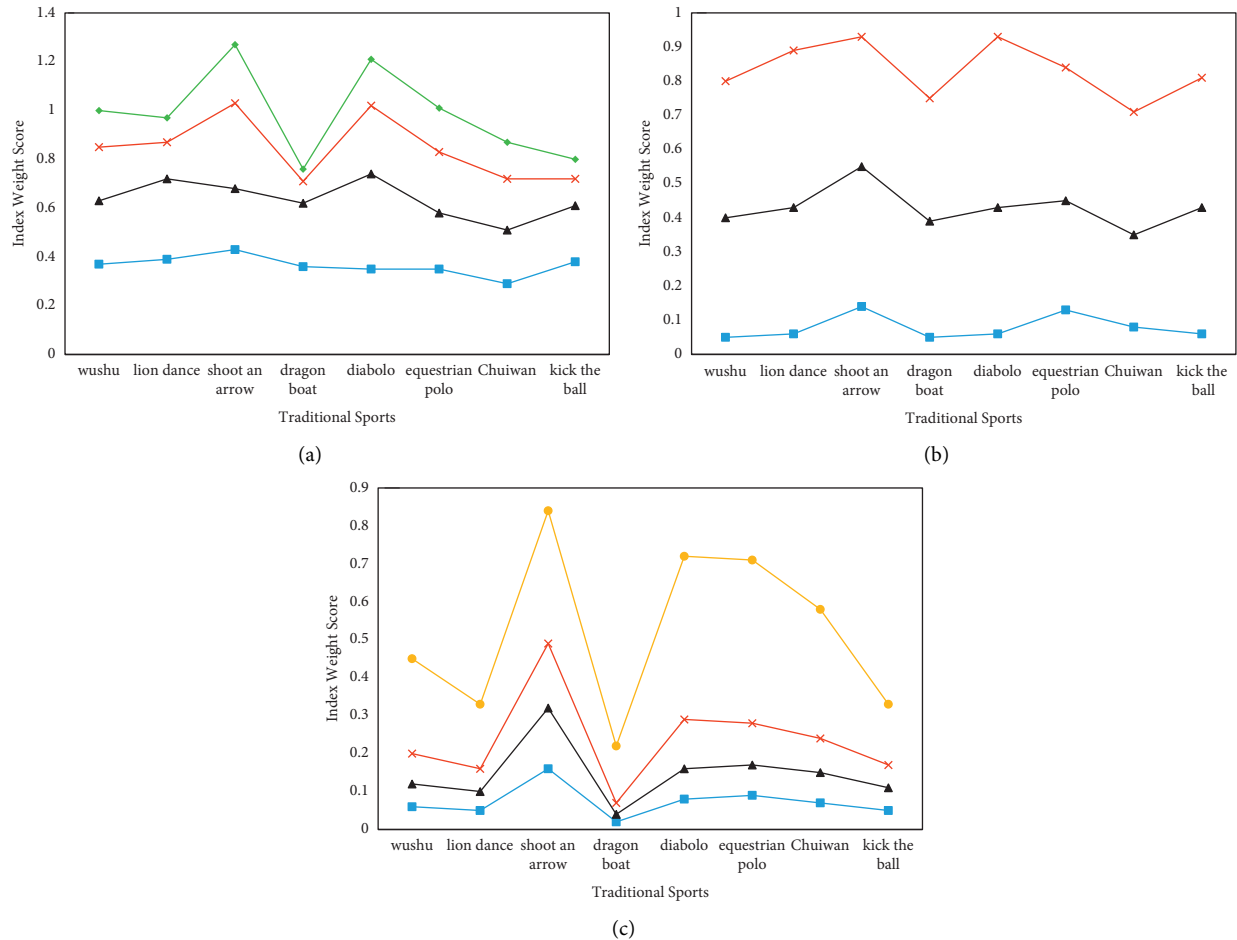 1.4
1.2
1
0.8
0.6
0.4
0.2
0
Index Weight Score
wushu lion dance shoot an arrow dragon boat diabolo equestrian polo Chuiwan kick the ball
Traditional Sports
(a)
1
0.9
0.8
0.7
0.6
0.5
0.4
0.3
0.2
0.1
0
Index Weight Score
wushu lion dance shoot an arrow dragon boat diabolo equestrian polo Chuiwan kick the ball
Traditional Sports
(b)
0.9
0.8
0.7
0.6
0.5
0.4
0.3
0.2
0.1
0
Index Weight Score
wushu lion dance shoot an arrow dragon boat diabolo equestrian polo Chuiwan kick the ball
Traditional Sports
(c)